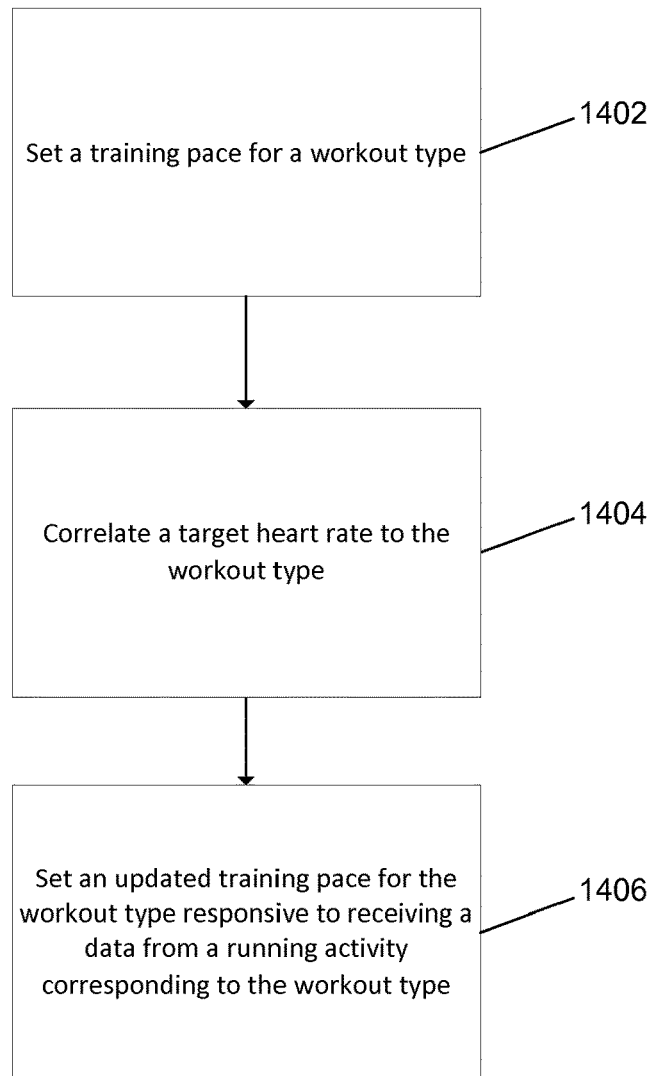 Set a training pace for a workout type
1402
Correlate a target heart rate to the
workout type
1404
Set an updated training pace for the
workout type responsive to receiving a
data from a running activity
corresponding to the workout type
1406